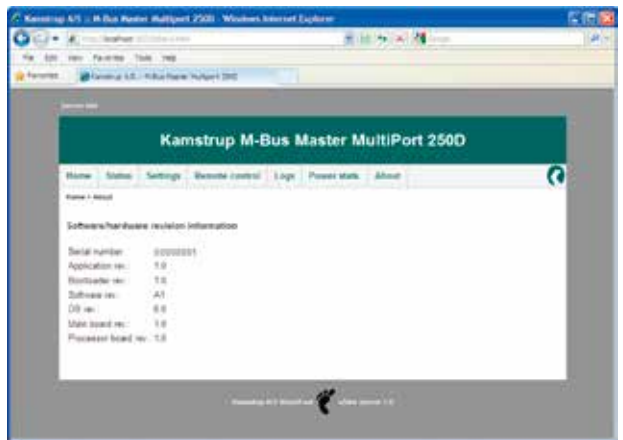 Kamstrup A/S :: M-Bus Master Multiport 250D - Windows Internet Explorer
File Edit View Favorites Tools Help
Favorites Kamstrup A/S :: M-Bus Master Multiport 250D
Kamstrup M-Bus Master MultiPort 250D
Home Status Settings Remote control Logs Power stats About
Home > About
Software/hardware revision information
Serial number: 00000001
Application rev.: 1.0
Bootloader rev.: 1.0
Software rev.: A1
OS rev.:
Main board rev.: 1.0
Processor board rev.: 1.0
Kamstrup A/S